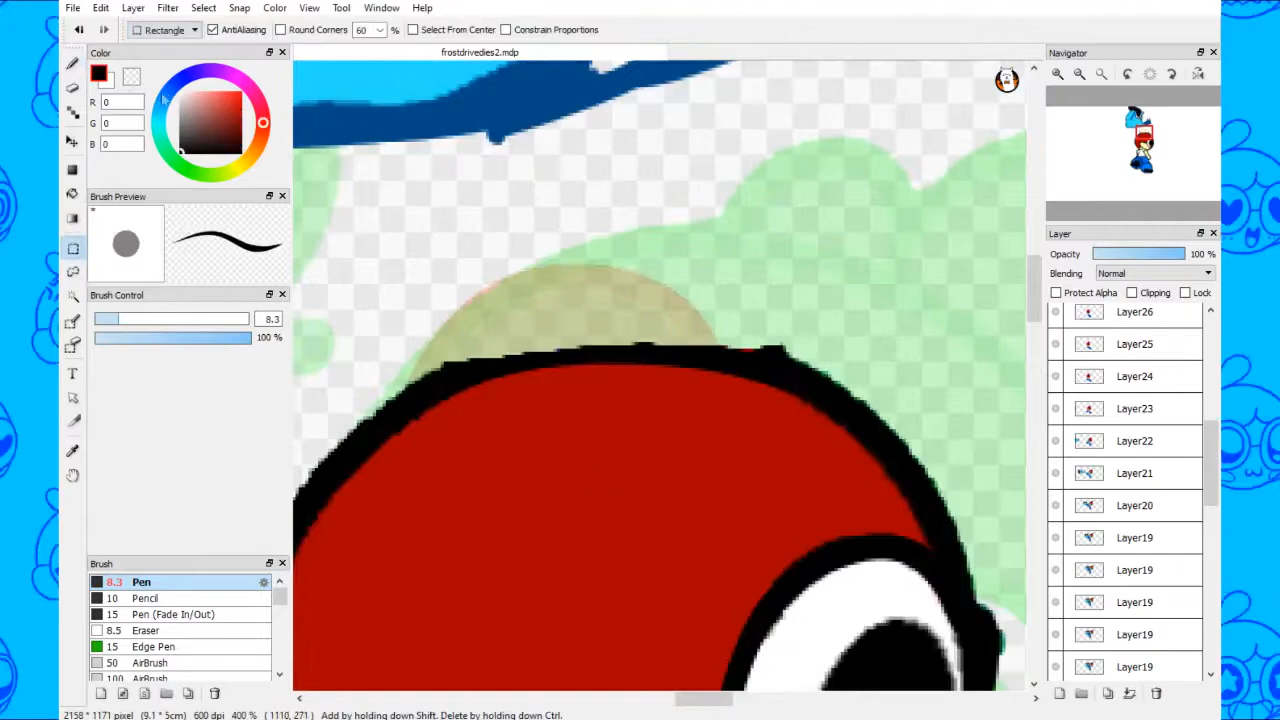 File Edit Layer Filter Select Snap Color View Tool Window Help
Rectangle AntiAliasing Round Corners 60 % Select From Center Constrain Proportions
Color
frostdrivedies2.mdp
Navigator
R 0
G 0
B 0
Brush Preview
*
Layer
Opacity 100 %
Blending Normal
Protect Alpha Clipping Lock
Brush Control
8.3
100 %
Layer26
Layer25
Layer24
Layer23
Layer22
Layer21
Layer20
Layer19
Layer19
Layer19
Layer19
Layer19
Brush
8.3 Pen
10 Pencil
15 Pen (Fade In/Out)
8.5 Eraser
15 Edge Pen
50 AirBrush
100 AirBrush
2158 * 1171 pixel (9.1 * 5cm) 600 dpi 400 % ( 1110, 271 ) Add by holding down Shift. Delete by holding down Ctrl.